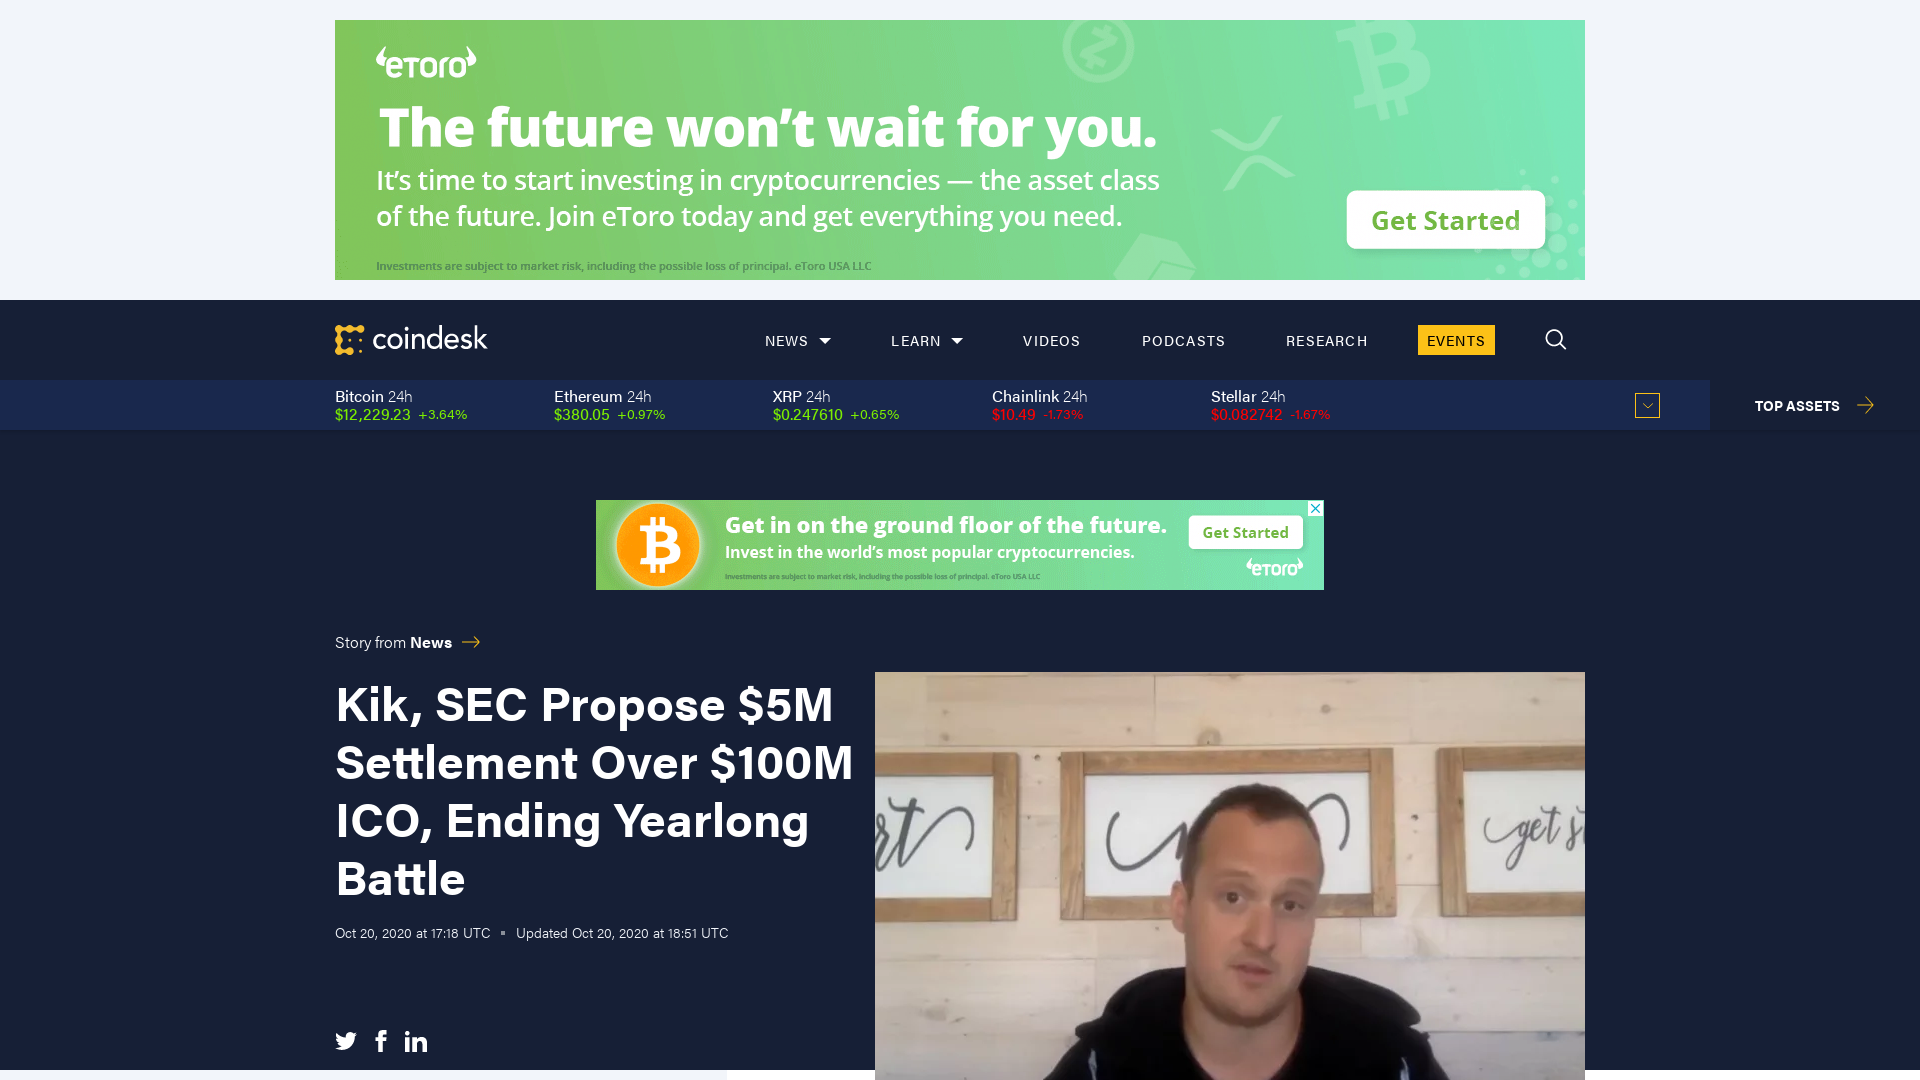 eToro
The future won't wait for you.
It's time to start investing in cryptocurrencies — the asset class
of the future. Join eToro today and get everything you need.
Get Started
Investments are subject to market risk, including the possible loss of principal. eToro USA LLC
coindesk
NEWS LEARN VIDEOS PODCASTS RESEARCH EVENTS
Bitcoin 24h
$12,229.23 +3.64%
Ethereum 24h
$380.05 +0.97%
XRP 24h
$0.247610 +0.65%
Chainlink 24h
$10.49 -1.73%
Stellar 24h
$0.082742 -1.67%
TOP ASSETS
Get in on the ground floor of the future.
Invest in the world's most popular cryptocurrencies.
Investments are subject to market risk, including the possible loss of principal. eToro USA LLC
Get Started
eToro
Story from News
Kik, SEC Propose $5M
Settlement Over $100M
ICO, Ending Yearlong
Battle
Oct 20, 2020 at 17:18 UTC Updated Oct 20, 2020 at 18:51 UTC
get